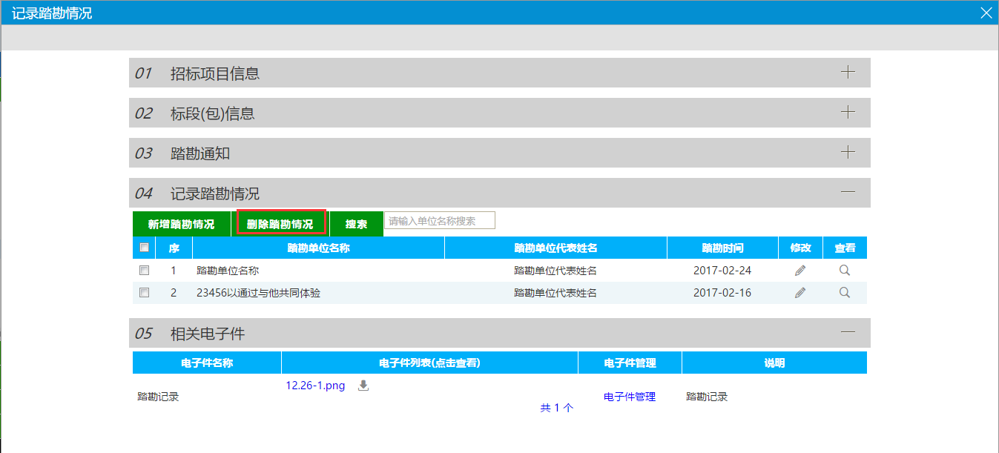 记录踏勘情况
01 招标项目信息
02 标段(包)信息
03 踏勘通知
04 记录踏勘情况
新增踏勘情况 删除踏勘情况 搜索 请输入单位名称搜索
序 踏勘单位名称 踏勘单位代表姓名 踏勘时间 修改 查看
1 踏勘单位名称 踏勘单位代表姓名 2017-02-24
2 23456以通过与他共同体验 踏勘单位代表姓名 2017-02-16
05 相关电子件
电子件名称 电子件列表(点击查看) 电子件管理 说明
12.26-1.png
踏勘记录 电子件管理 踏勘记录
共 1 个